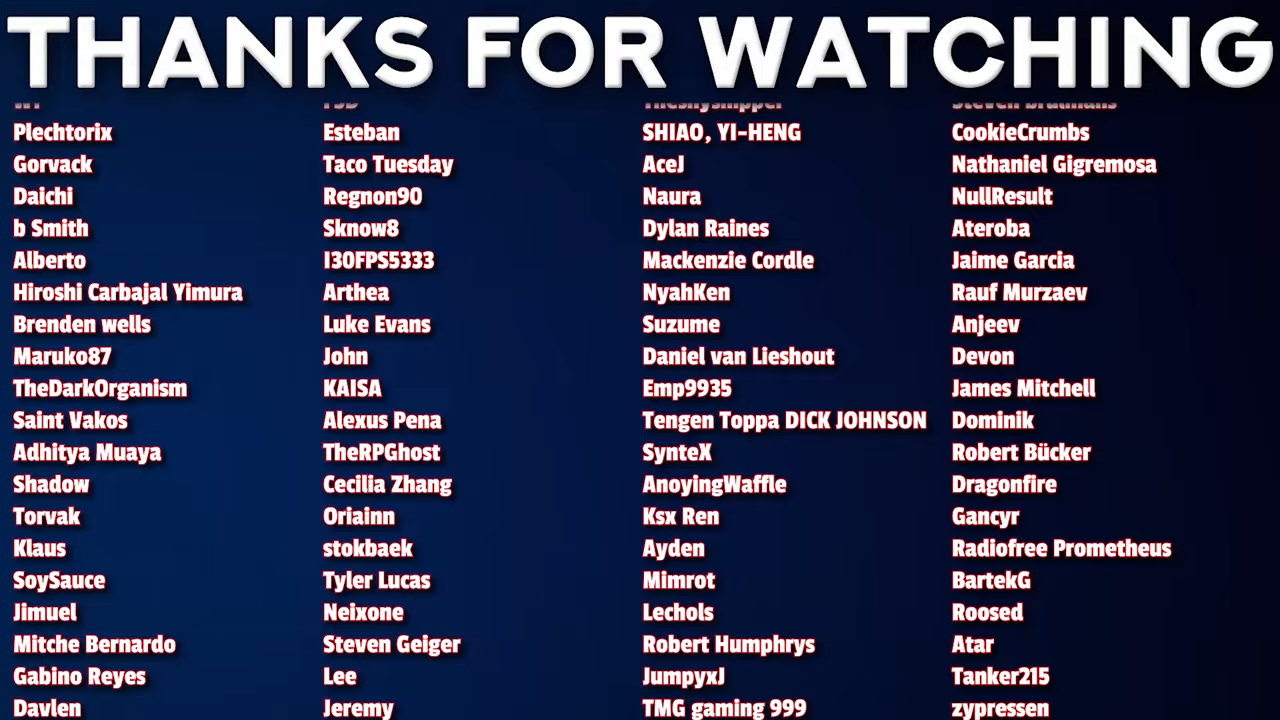 THANKS FOR WATCHING
Plechtorix
Gorvack
Daichi
b Smith
Alberto
Hiroshi Carbajal Yimura
Brenden wells
Maruko87
TheDarkOrganism
Saint Vakos
Adhitya Muaya
Shadow
Torvak
Klaus
SoySauce
Jimuel
Mitche Bernardo
Gabino Reyes
Davlen
Esteban
Taco Tuesday
Regnon90
Sknow8
I30FPS5333
Arthea
Luke Evans
John
KAISA
Alexus Pena
TheRPGhost
Cecilia Zhang
Oriainn
stokbaek
Tyler Lucas
Neixone
Steven Geiger
Lee
Jeremy
SHIAO, YI-HENG
AceJ
Naura
Dylan Raines
Mackenzie Cordle
NyahKen
Suzume
Daniel van Lieshout
Emp9935
Tengen Toppa DICK JOHNSON
SynteX
AnoyingWaffle
Ksx Ren
Ayden
Mimrot
Lechols
Robert Humphrys
JumpyxJ
TMG gaming 999
CookieCrumbs
Nathaniel Gigremosa
NullResult
Ateroba
Jaime Garcia
Rauf Murzaev
Anjeev
Devon
James Mitchell
Dominik
Robert Bücker
Dragonfire
Gancyr
Radiofree Prometheus
BartekG
Roosed
Atar
Tanker215
zypressen